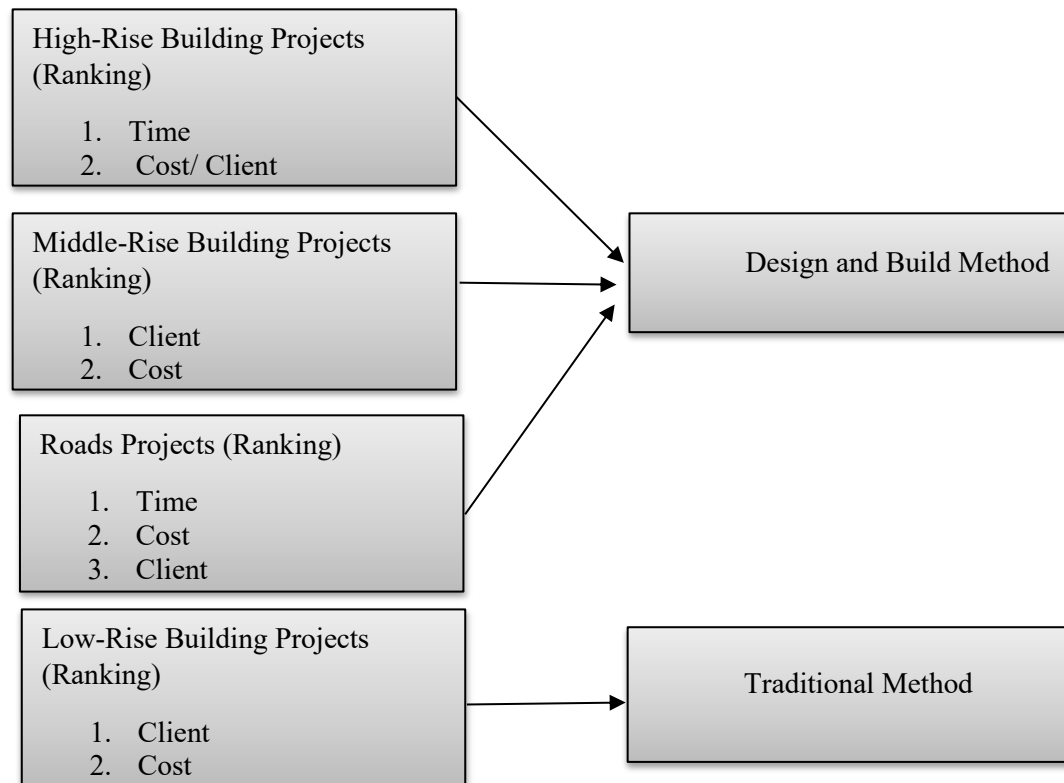 High-Rise Building Projects
(Ranking)
1. Time
2. Cost/ Client
Middle-Rise Building Projects
(Ranking)
1. Client
2. Cost
Roads Projects (Ranking)
1. Time
2. Cost
3. Client
Low-Rise Building Projects
(Ranking)
1. Client
2. Cost
Design and Build Method
Traditional Method